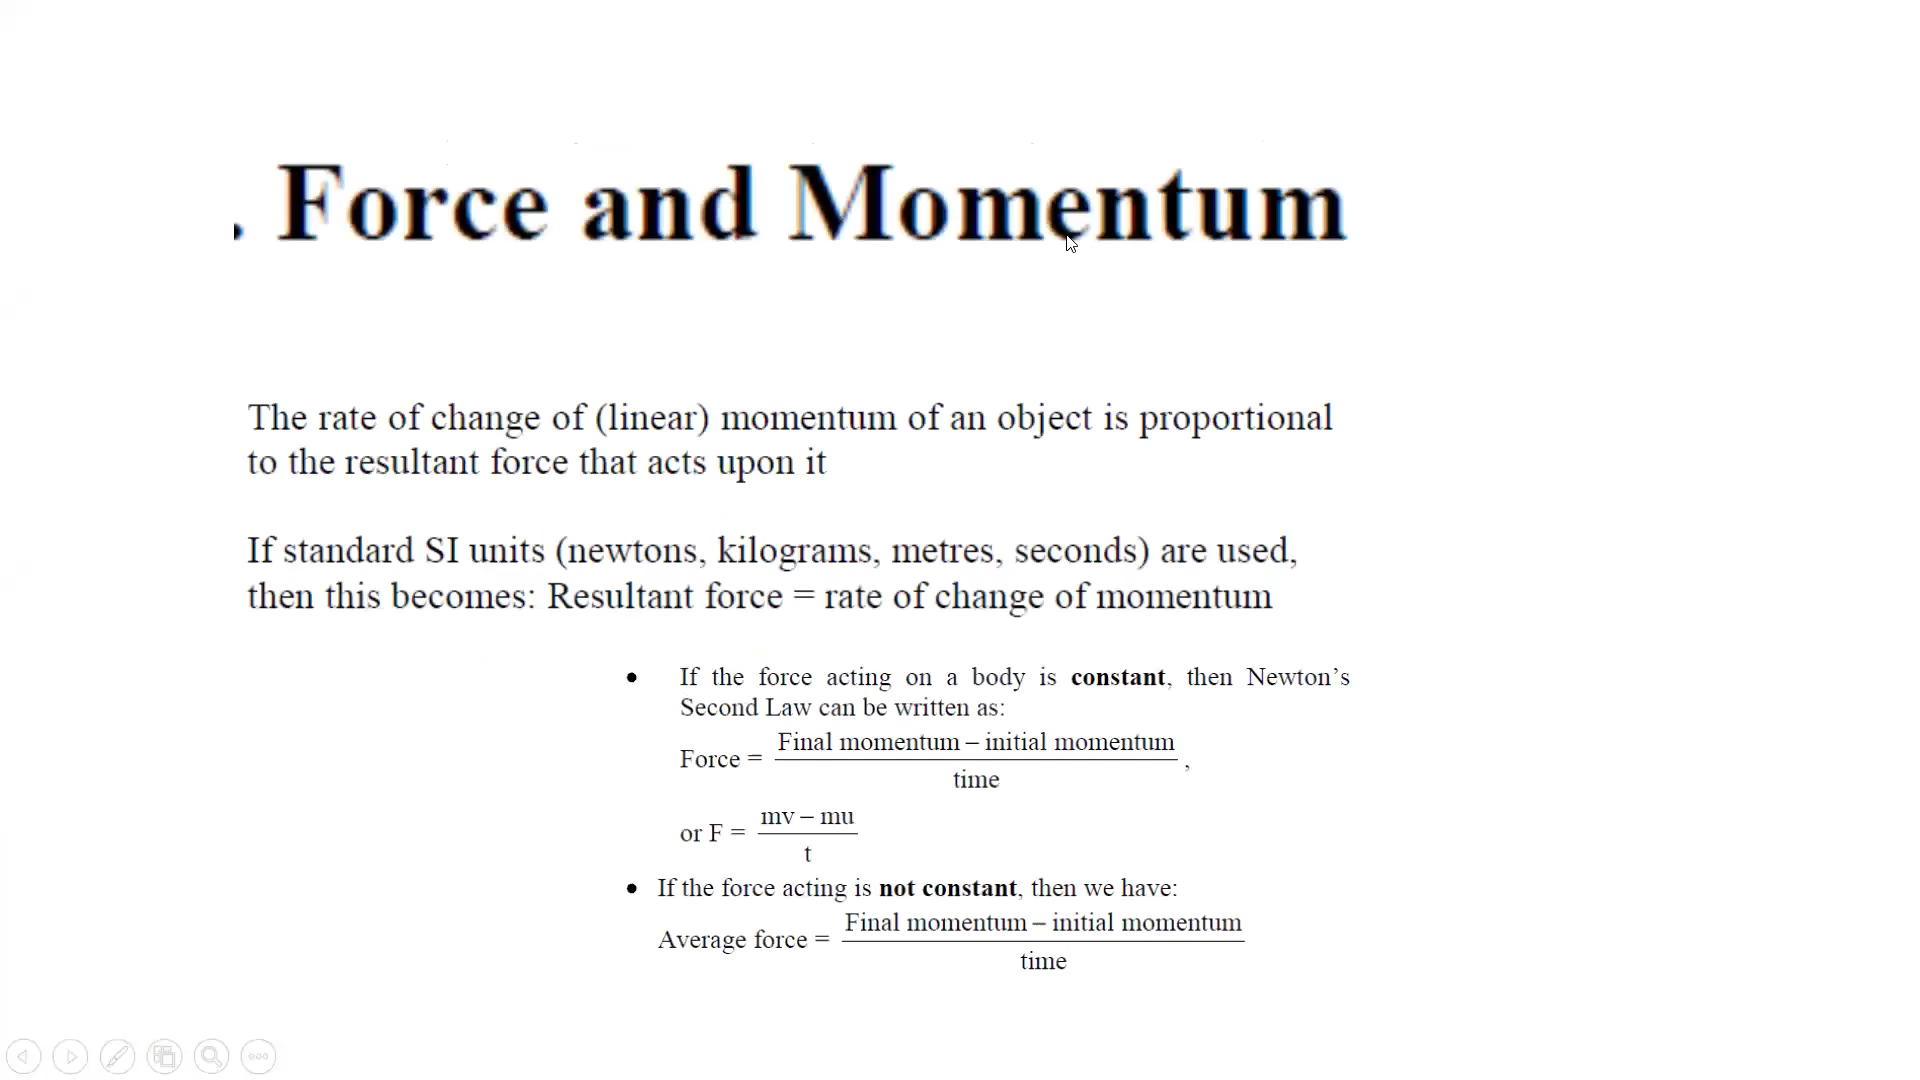 . Force and Momentum
The rate of change of (linear) momentum of an object is proportional
to the resultant force that acts upon it
If standard SI units (newtons, kilograms, metres, seconds) are used,
then this becomes: Resultant force = rate of change of momentum
• If the force acting on a body is constant, then Newton’s
Second Law can be written as:
Force = Final momentum – initial momentum / time ,
or F = mv – mu / t
• If the force acting is not constant, then we have:
Average force = Final momentum – initial momentum / time